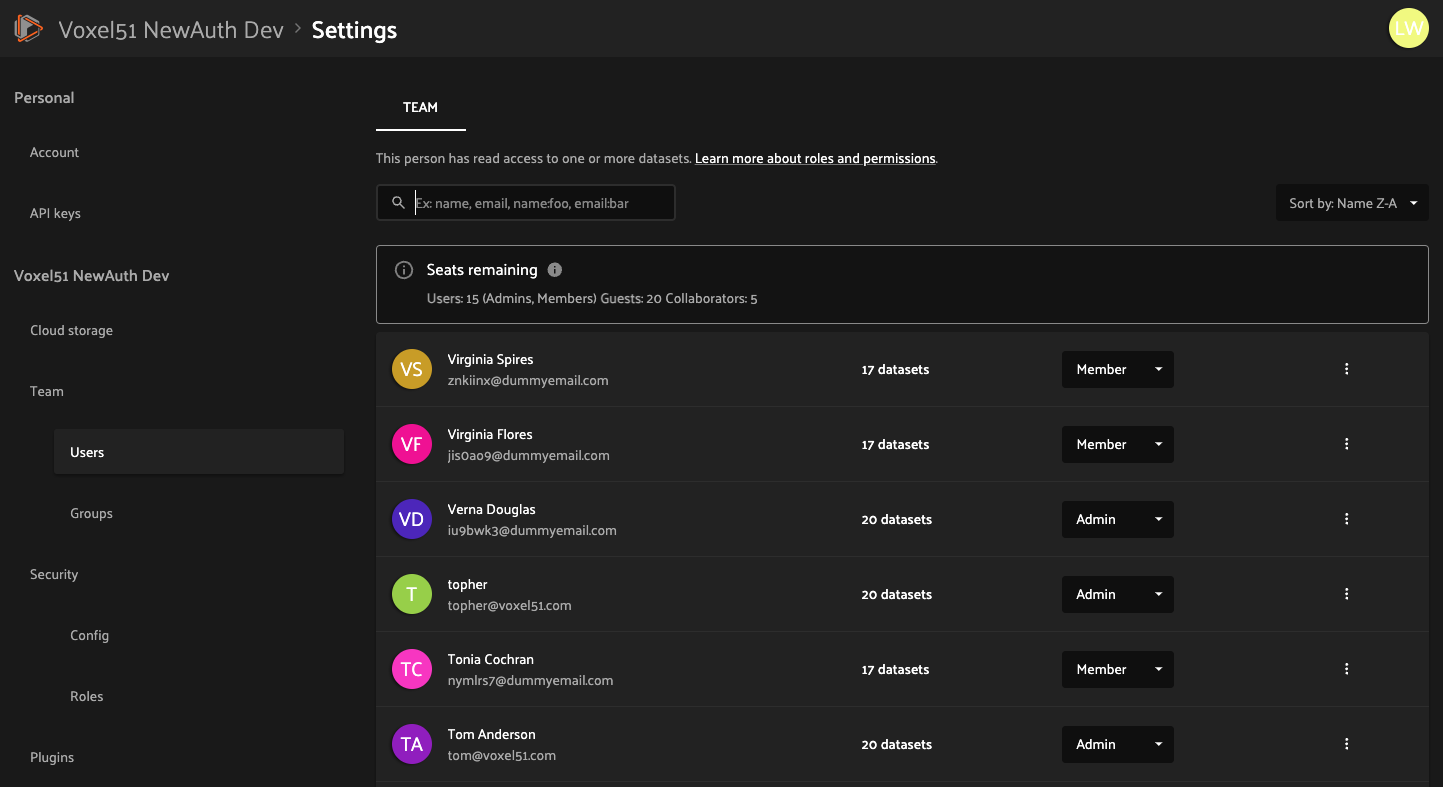 Voxel51 NewAuth Dev › Settings
LW
Personal
Account
API keys
Voxel51 NewAuth Dev
Cloud storage
Team
Users
Groups
Security
Config
Roles
Plugins
TEAM
This person has read access to one or more datasets. Learn more about roles and permissions.
Ex: name, email, name:foo, email:bar
Sort by: Name Z-A
Seats remaining
Users: 15 (Admins, Members) Guests: 20 Collaborators: 5
VS
Virginia Spires
znkiinx@dummyemail.com
17 datasets
Member
VF
Virginia Flores
jis0ao9@dummyemail.com
17 datasets
Member
VD
Verna Douglas
iu9bwk3@dummyemail.com
20 datasets
Admin
T
topher
topher@voxel51.com
20 datasets
Admin
TC
Tonia Cochran
nymlrs7@dummyemail.com
17 datasets
Member
TA
Tom Anderson
tom@voxel51.com
20 datasets
Admin